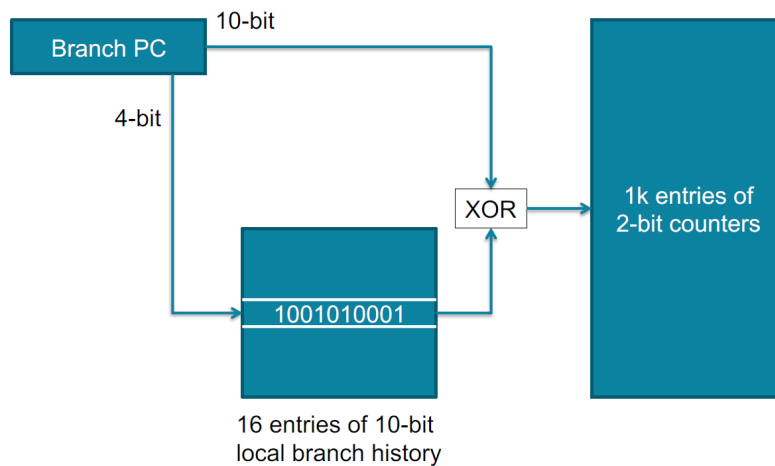 10-bit
Branch PC
4-bit
XOR
1k entries of
2-bit counters
1001010001
16 entries of 10-bit
local branch history